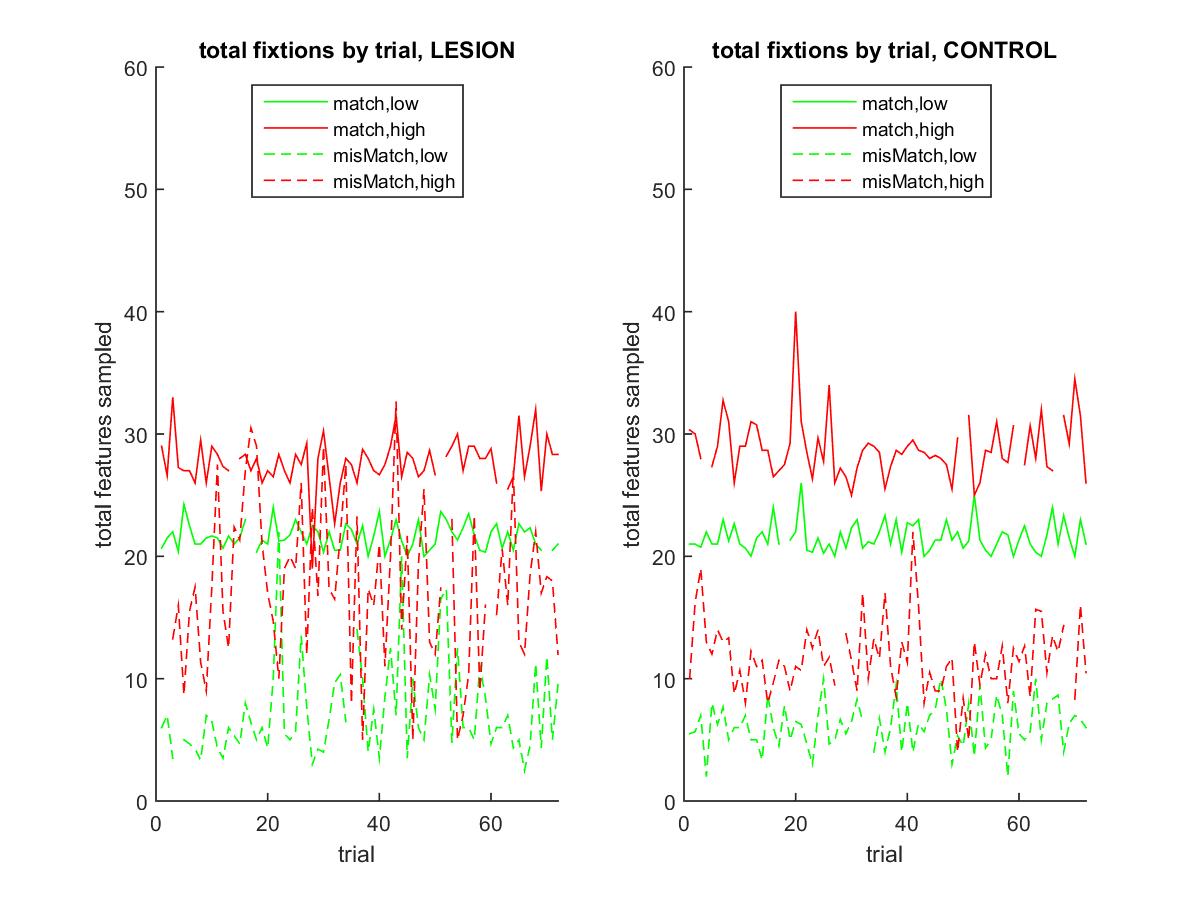 total fixtions by trial, LESION
60
50
40
30
20
10
0
0 20 40 60
total features sampled
trial
match,low
match,high
misMatch,low
misMatch,high
total fixtions by trial, CONTROL
60
50
40
30
20
10
0
0 20 40 60
total features sampled
trial
match,low
match,high
misMatch,low
misMatch,high